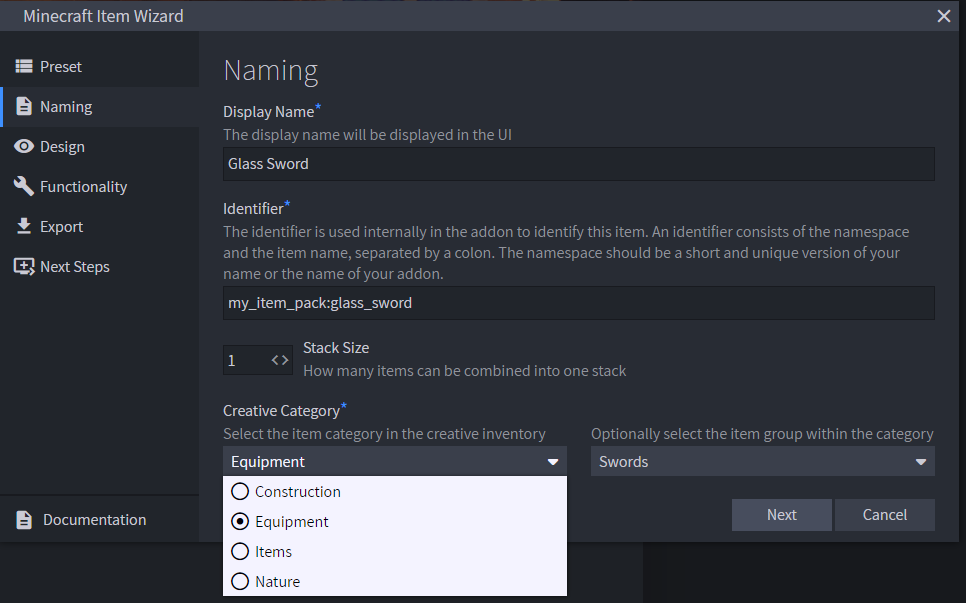 Minecraft Item Wizard
Preset
Naming
Design
Functionality
Export
Next Steps
Documentation
Naming
Display Name*
The display name will be displayed in the UI
Glass Sword
Identifier*
The identifier is used internally in the addon to identify this item. An identifier consists of the namespace
and the item name, separated by a colon. The namespace should be a short and unique version of your
name or the name of your addon.
my_item_pack:glass_sword
1
Stack Size
How many items can be combined into one stack
Creative Category*
Select the item category in the creative inventory
Optionally select the item group within the category
Equipment
Swords
Construction
Equipment
Items
Nature
Next
Cancel